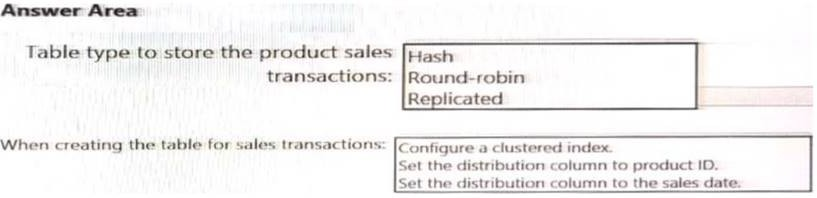 Answer Area
Table type to store the product sales transactions:
Hash
Round-robin
Replicated
When creating the table for sales transactions:
Configure a clustered index.
Set the distribution column to product ID.
Set the distribution column to the sales date.